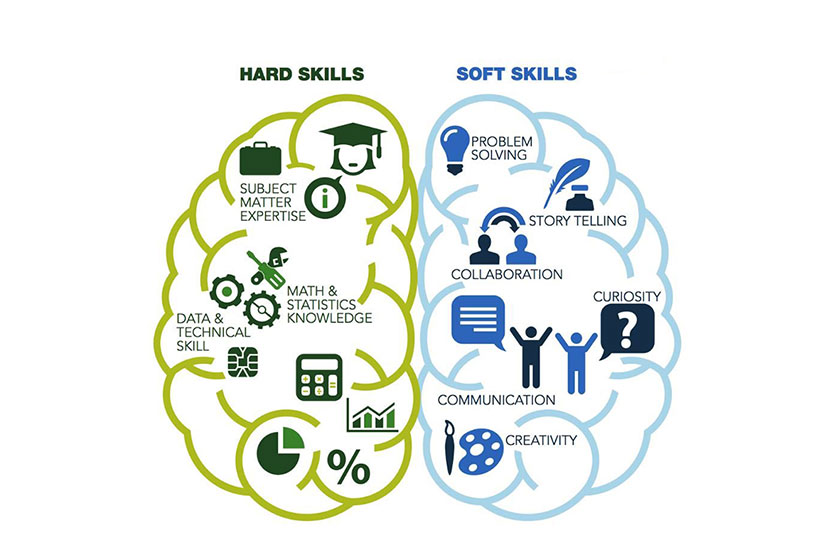 HARD SKILLS
SUBJECT
MATTER
EXPERTISE
i
MATH &
STATISTICS
KNOWLEDGE
DATA &
TECHNICAL
SKILL
%
SOFT SKILLS
PROBLEM
SOLVING
STORY TELLING
COLLABORATION
CURIOSITY
?
COMMUNICATION
CREATIVITY